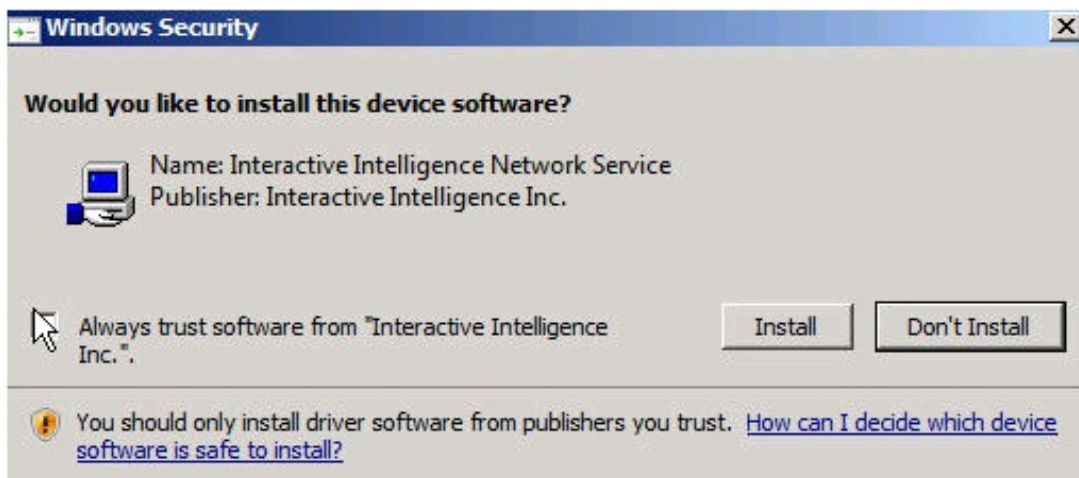 Windows Security
Would you like to install this device software?
Name: Interactive Intelligence Network Service
Publisher: Interactive Intelligence Inc.
Always trust software from "Interactive Intelligence
Inc.".
Install
Don't Install
You should only install driver software from publishers you trust. How can I decide which device
software is safe to install?